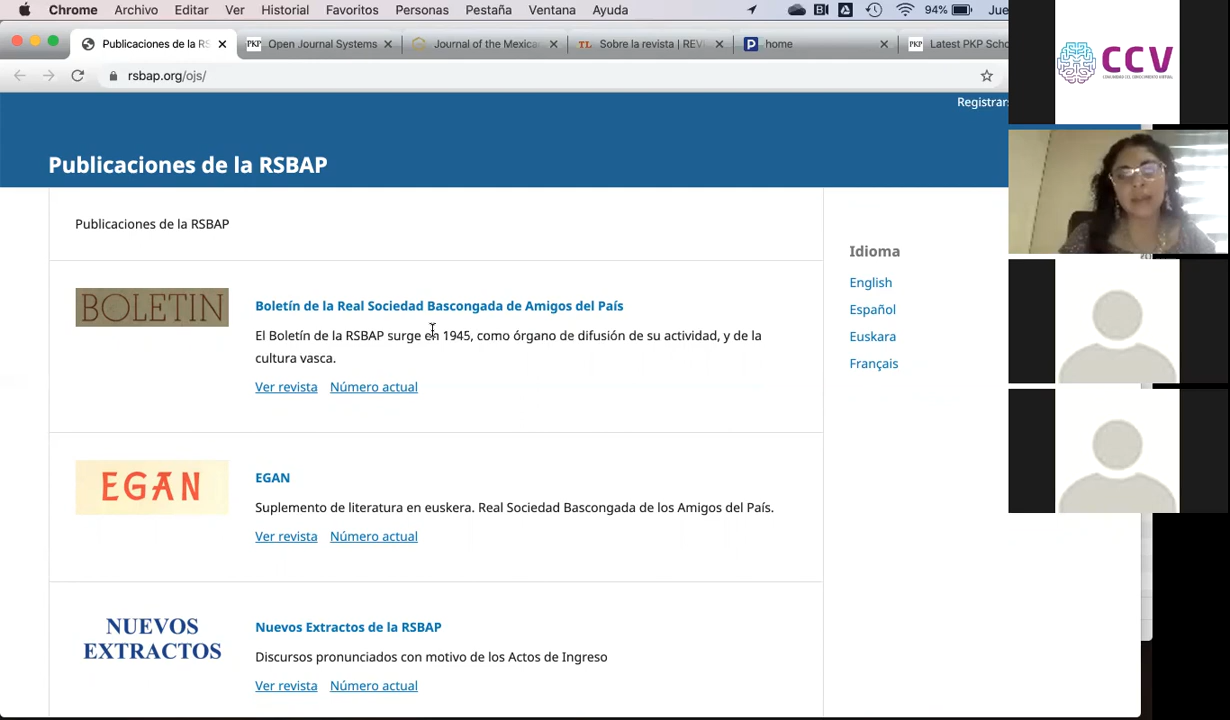 Chrome Archivo Editar Ver Historial Favoritos Personas Pestaña Ventana Ayuda 94% Jue
Publicaciones de la RS
PKP Open Journal Systems
Journal of the Mexica
TL Sobre la revista | REV
P home
PKP Latest PKP Scho
rsbap.org/ojs/
Registrars
CCV
Publicaciones de la RSBAP
Publicaciones de la RSBAP
BOLETIN
Boletín de la Real Sociedad Bascongada de Amigos del País
El Boletín de la RSBAP surge en 1945, como órgano de difusión de su actividad, y de la
cultura vasca.
Ver revista Número actual
EGAN
EGAN
Suplemento de literatura en euskera. Real Sociedad Bascongada de los Amigos del País.
Ver revista Número actual
NUEVOS
EXTRACTOS
Nuevos Extractos de la RSBAP
Discursos pronunciados con motivo de los Actos de Ingreso
Ver revista Número actual
Idioma
English
Español
Euskara
Français